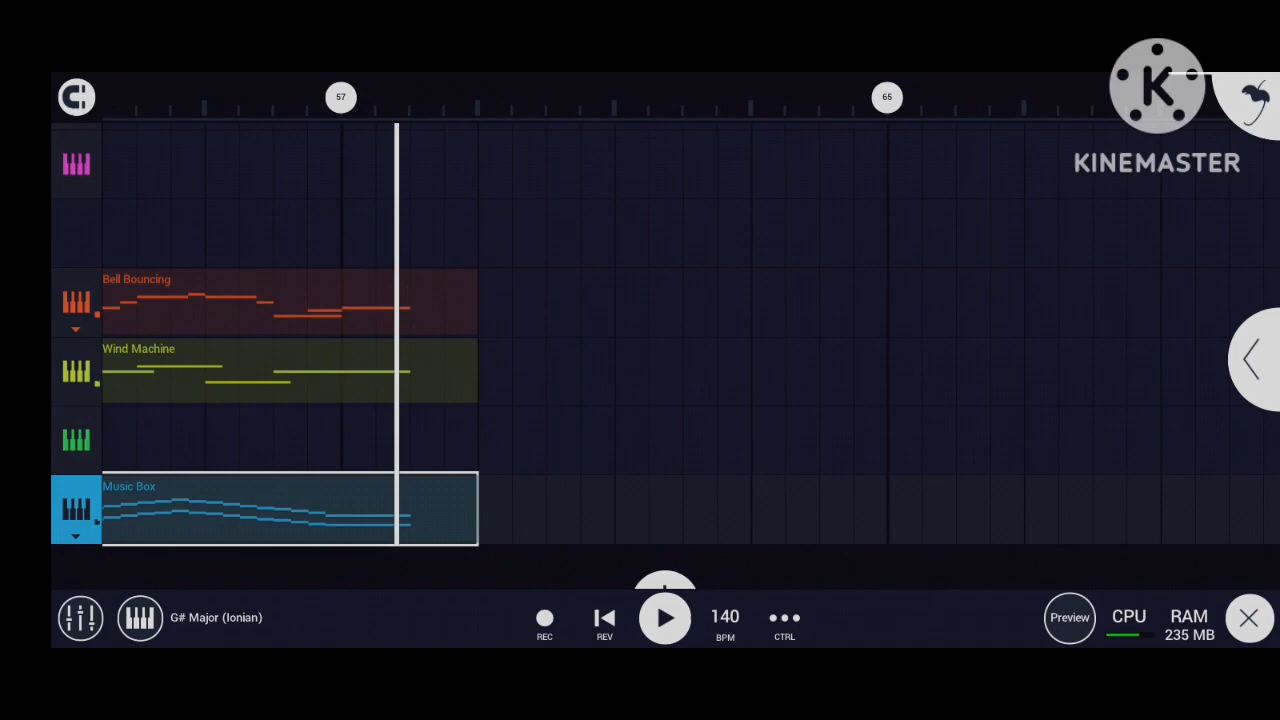 57
65
K
KINEMASTER
Bell Bouncing
Wind Machine
Music Box
G# Major (Ionian)
REC
REV
140
BPM
CTRL
Preview
CPU
RAM
235 MB